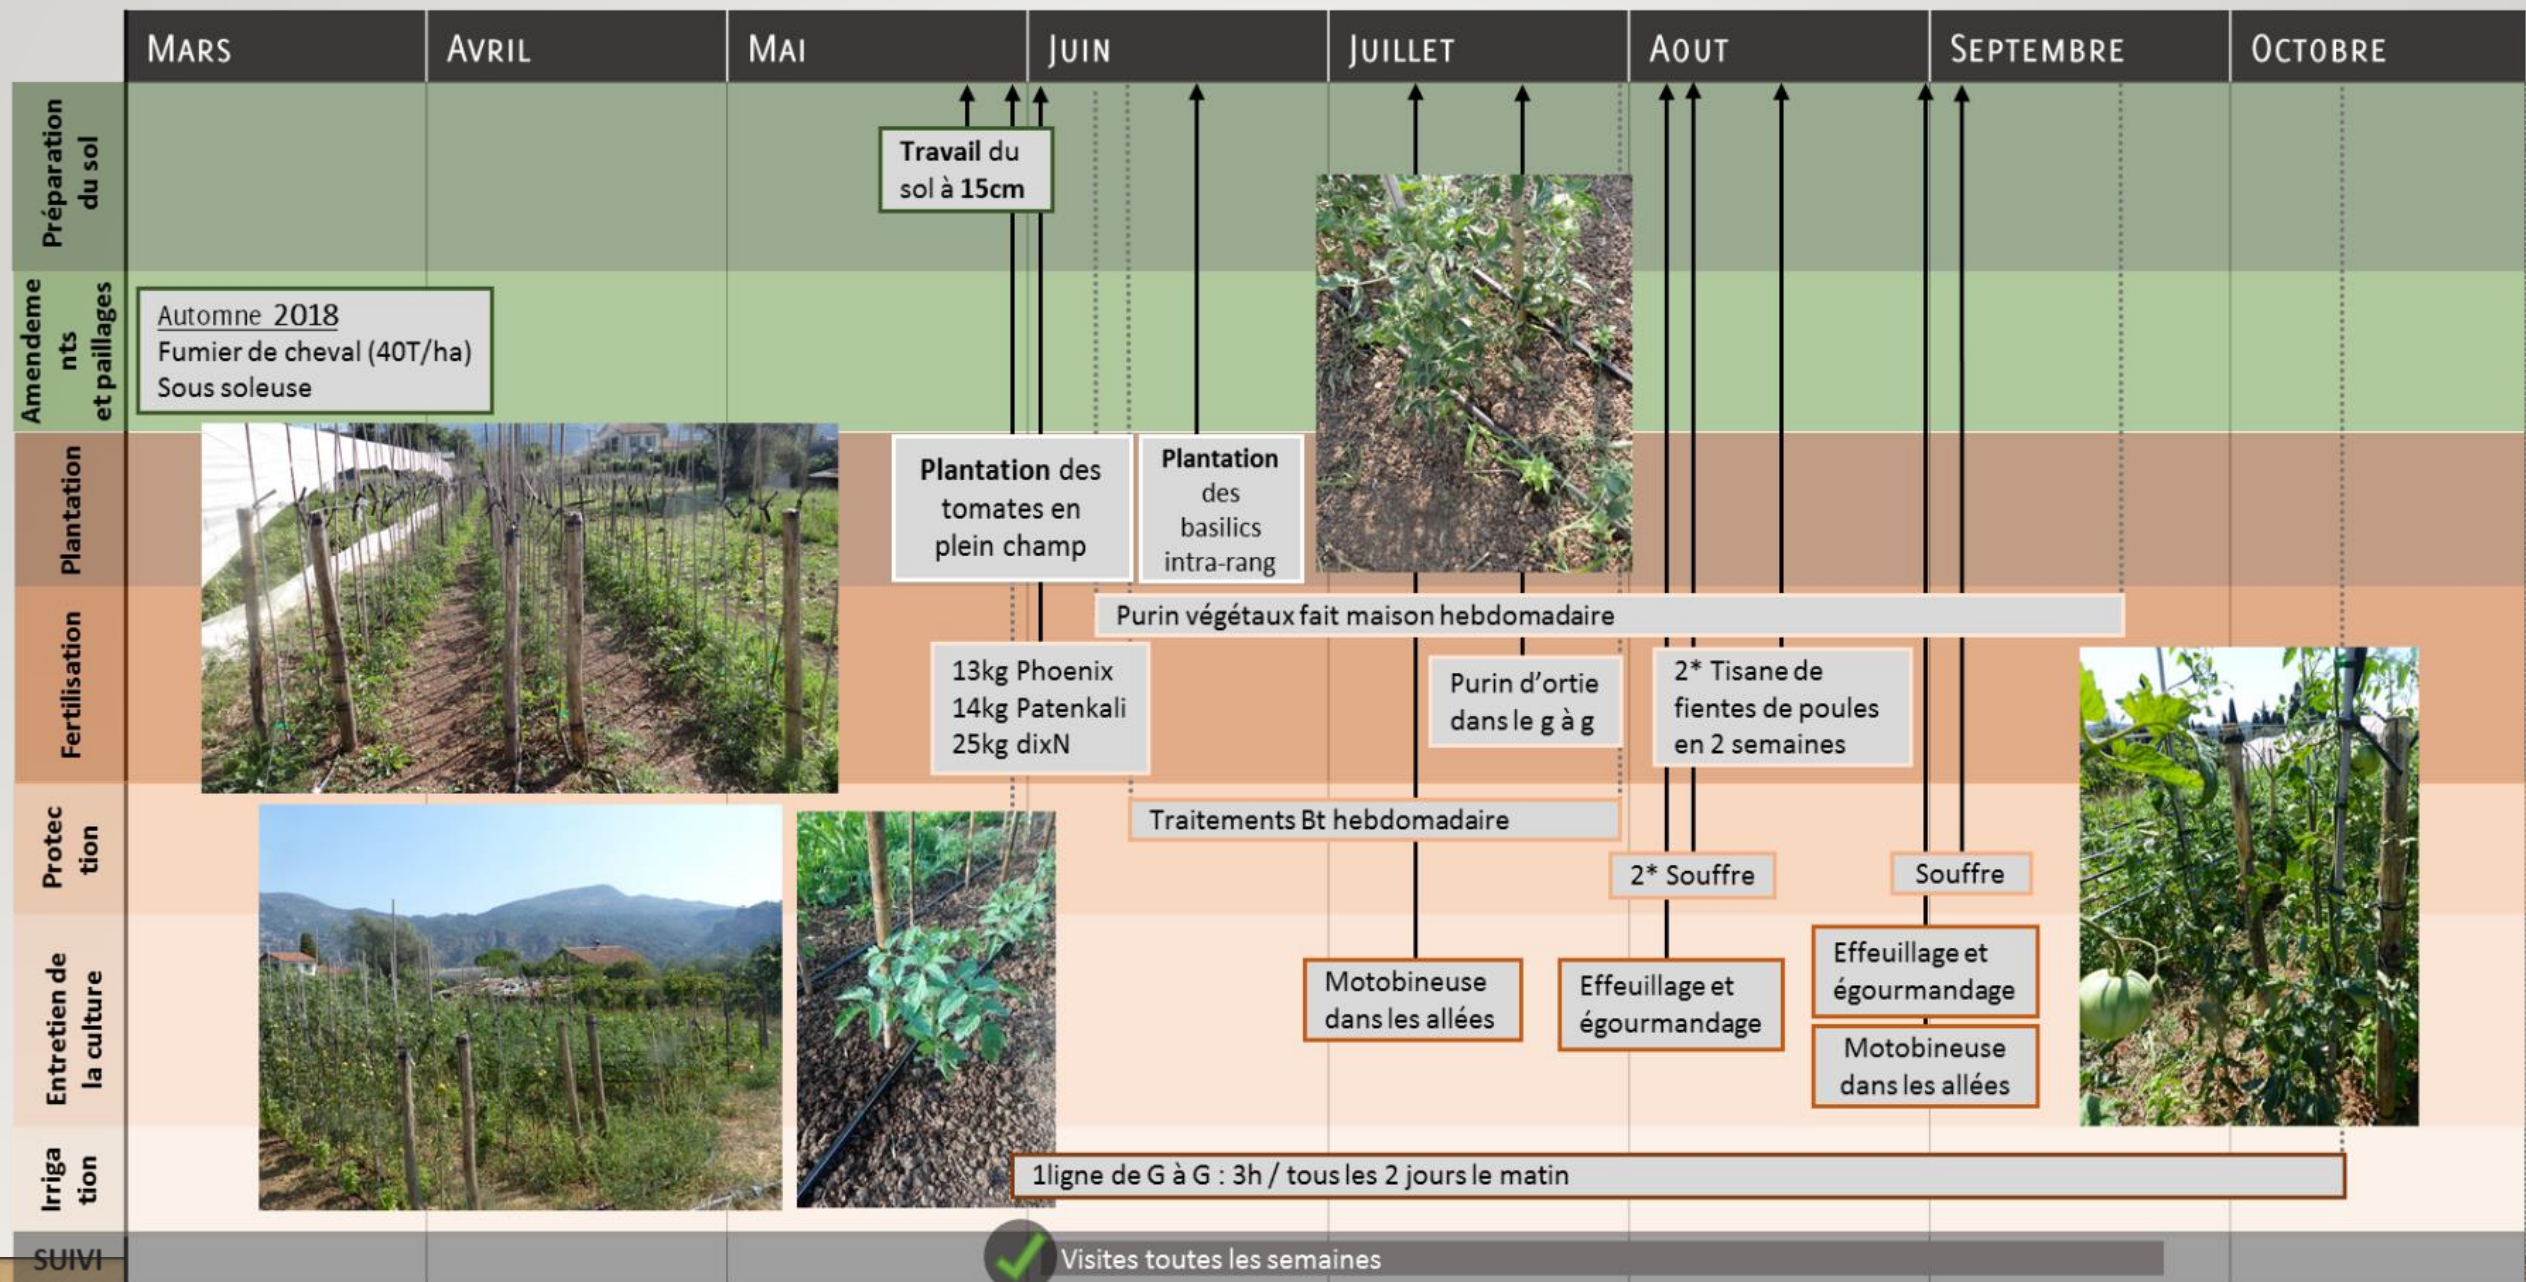 MARS
AVRIL
MAI
JUIN
JUILLET
AOUT
SEPTEMBRE
OCTOBRE
Préparation
du sol
Travail du
sol à 15cm
Amendeme
nts
et paillages
Automne 2018
Fumier de cheval (40T/ha)
Sous soleuse
Plantation
Plantation des
tomates en
plein champ
Plantation
des
basilics
intra-rang
Fertilisation
Purin végétaux fait maison hebdomadaire
13kg Phoenix
14kg Patenkali
25kg dixN
Purin d'ortie
dans le g à g
2* Tisane de
fientes de poules
en 2 semaines
Protec
tion
Traitements Bt hebdomadaire
2* Souffre
Souffre
Entretien de
la culture
Motobineuse
dans les allées
Effeuillage et
égourmandage
Effeuillage et
égourmandage
Motobineuse
dans les allées
Irriga
tion
1ligne de G à G : 3h / tous les 2 jours le matin
SUIVI
Visites toutes les semaines